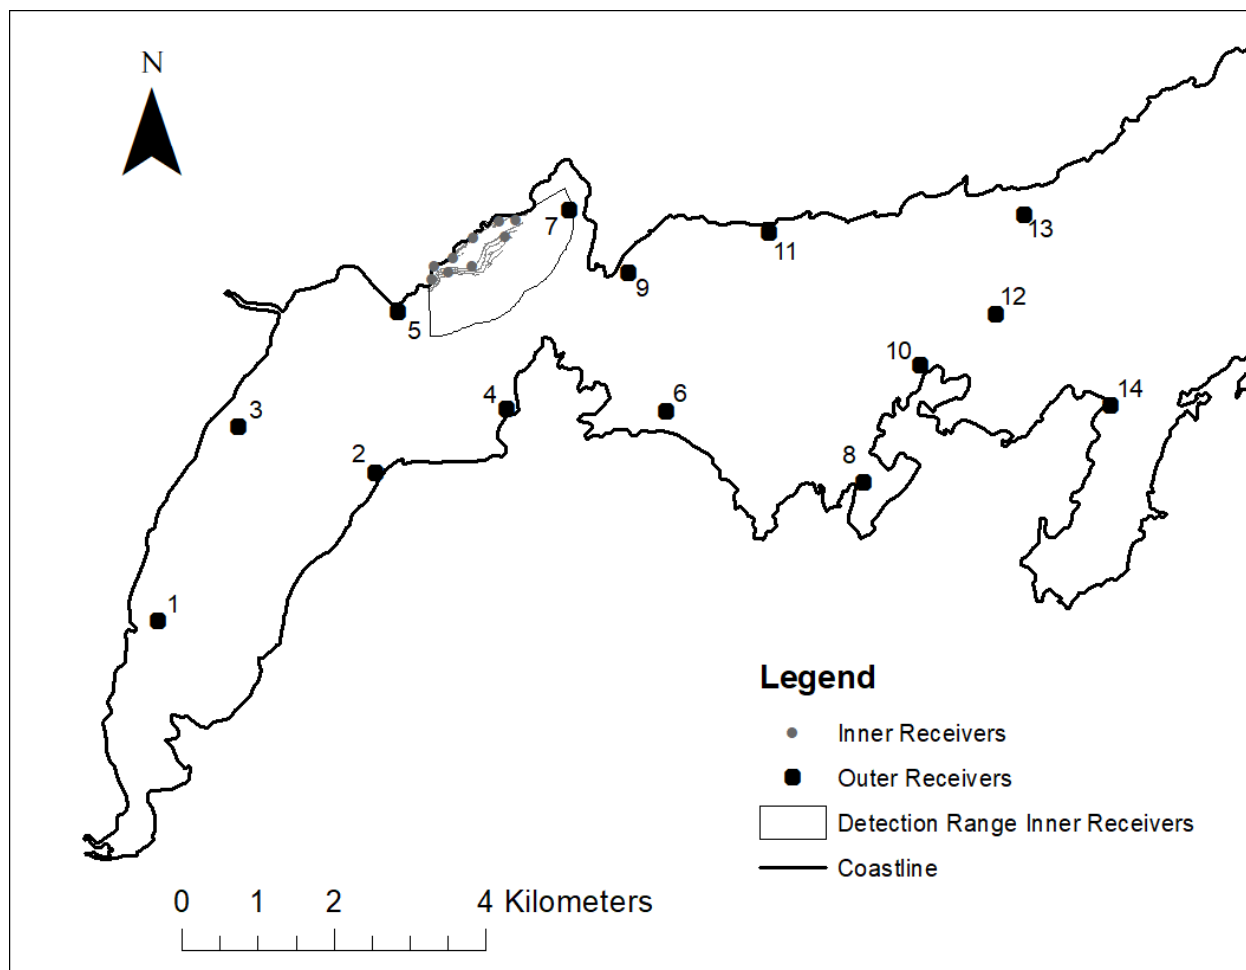 N
7
13
11
9
12
5
10
4
6
14
3
2
8
1
Legend
Inner Receivers
Outer Receivers
Detection Range Inner Receivers
Coastline
0 1 2 4 Kilometers